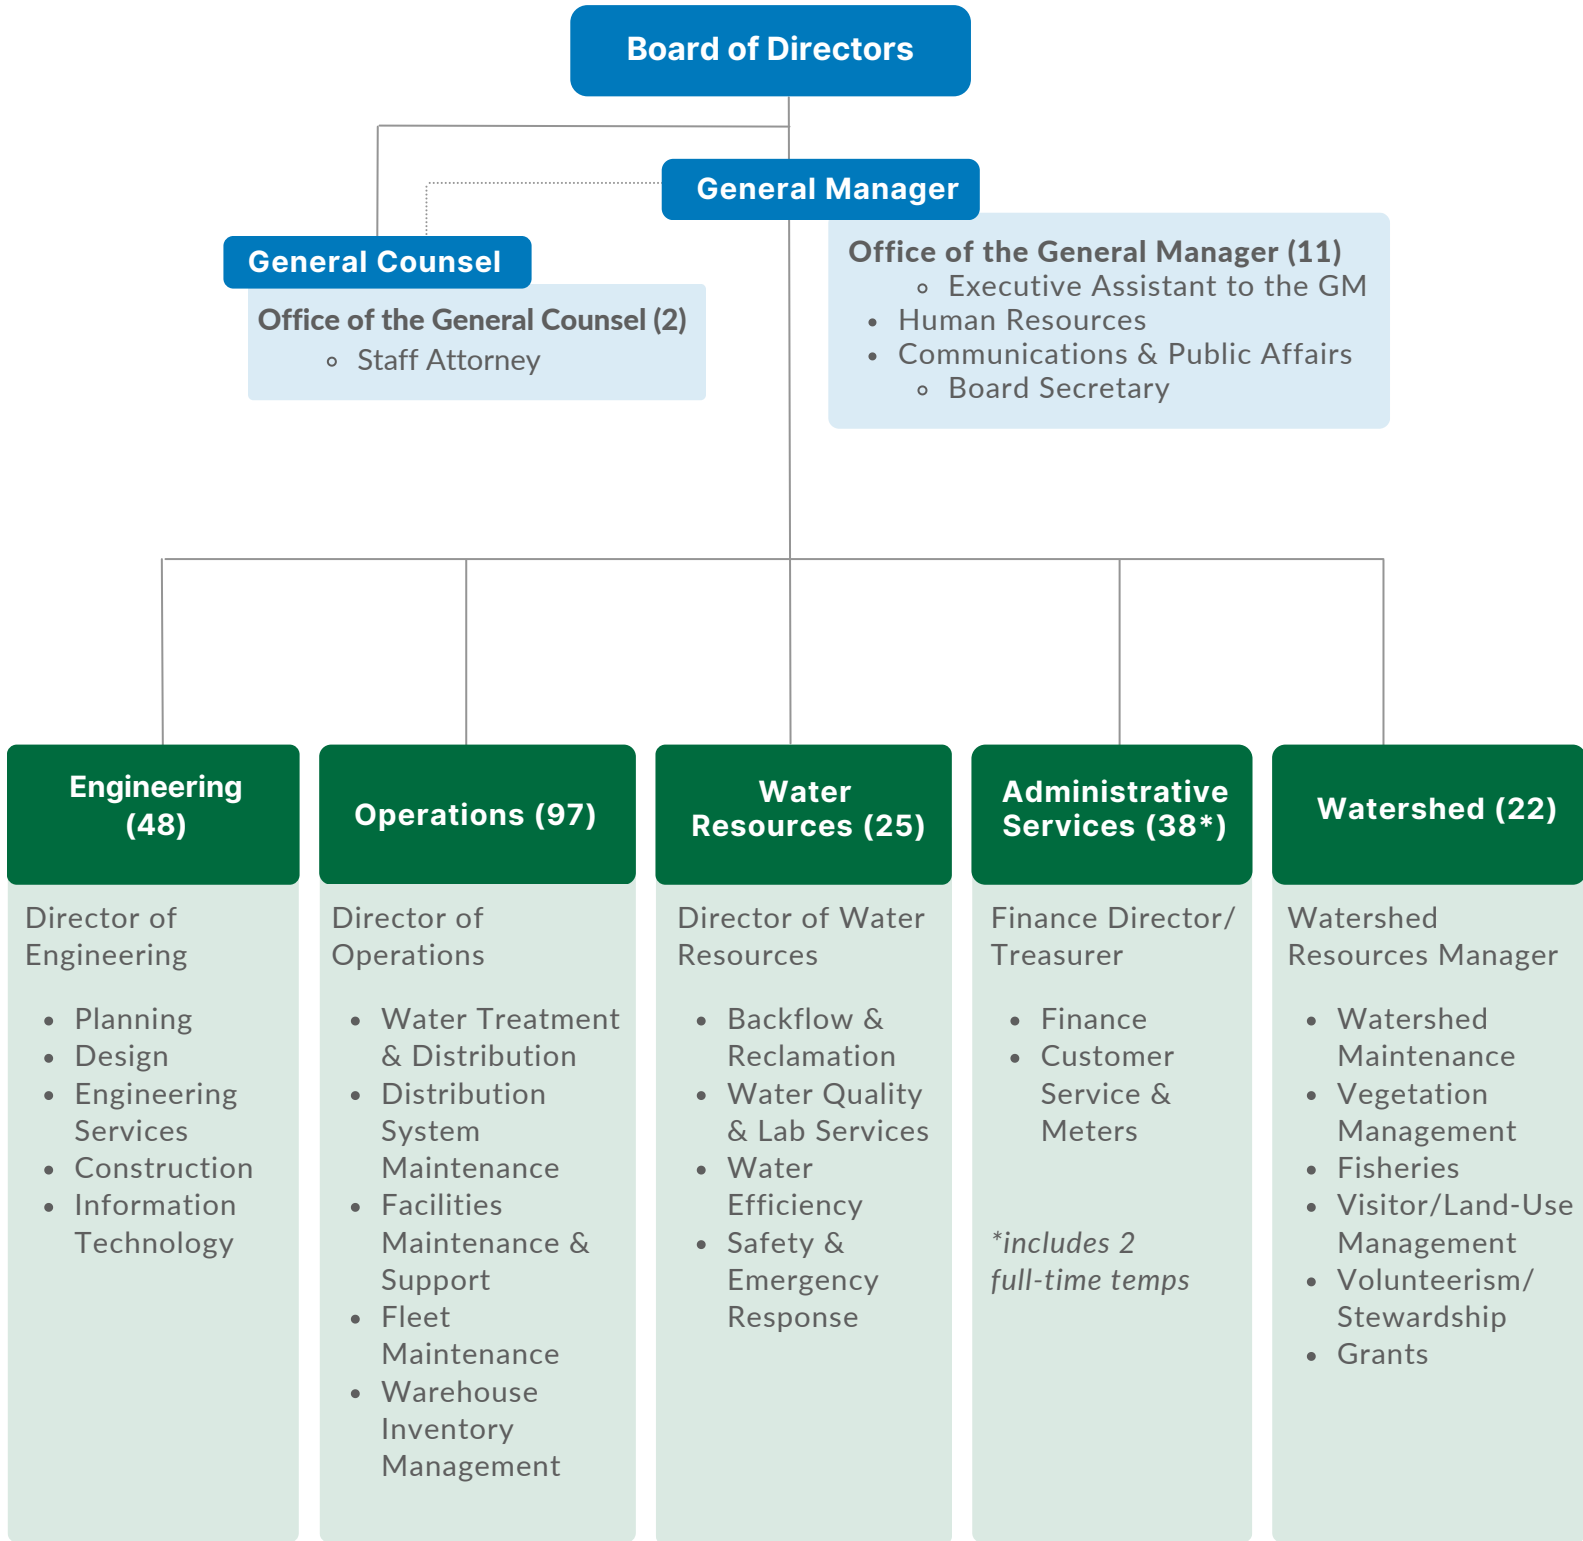 Board of Directors
General Manager
General Counsel
Office of the General Counsel (2)
Staff Attorney
Office of the General Manager (11)
Executive Assistant to the GM
Human Resources
Communications & Public Affairs
Board Secretary
Engineering
(48)
Director of
Engineering
Planning
Design
Engineering
Services
Construction
Information
Technology
Operations (97)
Director of
Operations
Water Treatment
& Distribution
Distribution
System
Maintenance
Facilities
Maintenance &
Support
Fleet
Maintenance
Warehouse
Inventory
Management
Water
Resources (25)
Director of Water
Resources
Backflow &
Reclamation
Water Quality
& Lab Services
Water
Efficiency
Safety &
Emergency
Response
Administrative
Services (38*)
Finance Director/
Treasurer
Finance
Customer
Service &
Meters
*includes 2
full-time temps
Watershed (22)
Watershed
Resources Manager
Watershed
Maintenance
Vegetation
Management
Fisheries
Visitor/Land-Use
Management
Volunteerism/
Stewardship
Grants